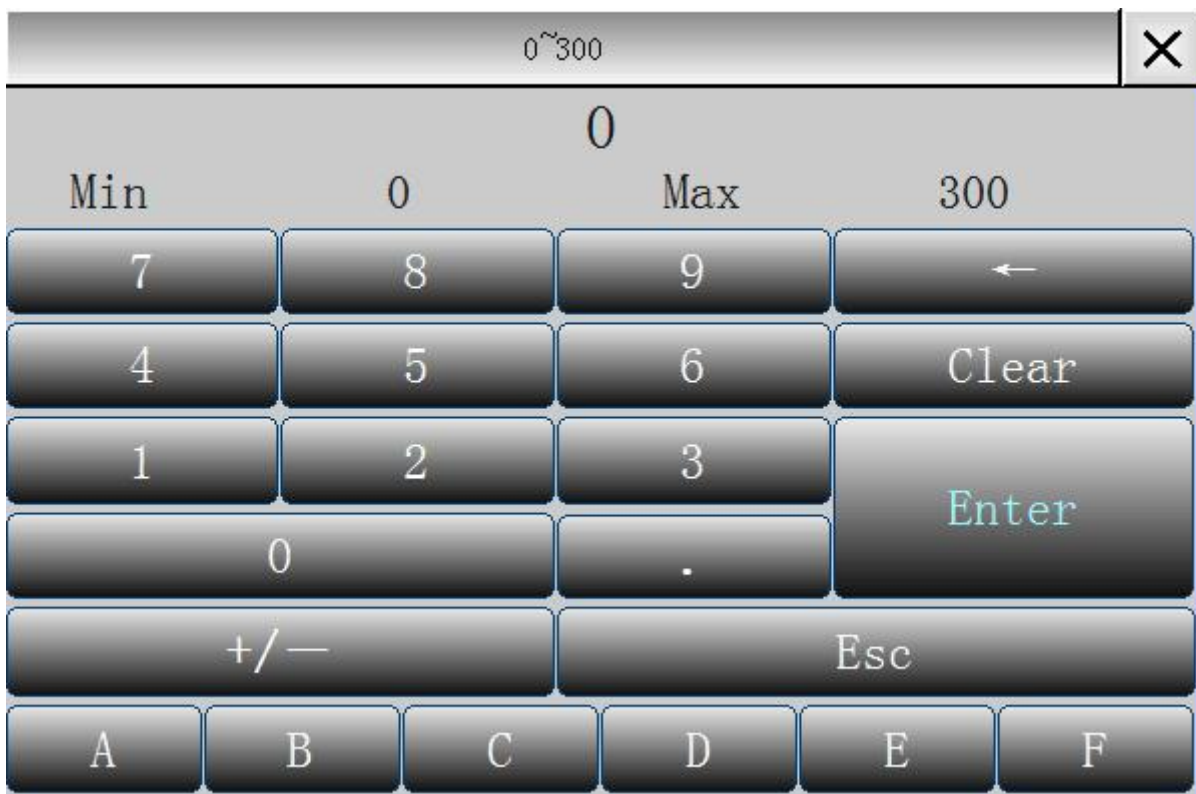 0~300
0
Min 0 Max 300
7 8 9 ←
4 5 6 Clear
1 2 3
Enter
0 .
+/— Esc
A B C D E F